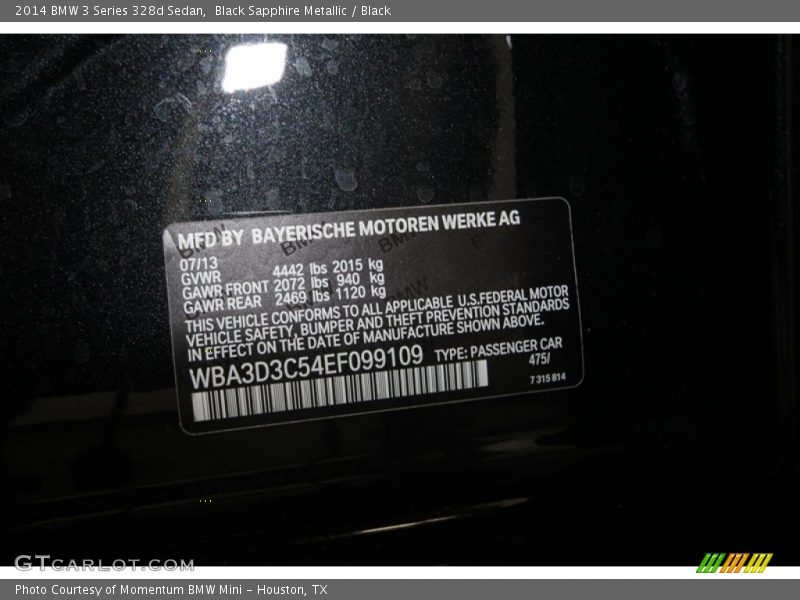 2014 BMW 3 Series 328d Sedan, Black Sapphire Metallic / Black
MFD BY BAYERISCHE MOTOREN WERKE AG
07/13
GVWR 4442 lbs 2015 kg
GAWR FRONT 2072 lbs 940 kg
GAWR REAR 2469 lbs 1120 kg
THIS VEHICLE CONFORMS TO ALL APPLICABLE U.S.FEDERAL MOTOR
VEHICLE SAFETY, BUMPER AND THEFT PREVENTION STANDARDS
IN EFFECT ON THE DATE OF MANUFACTURE SHOWN ABOVE.
WBA3D3C54EF099109 TYPE: PASSENGER CAR
475/
7 315 814
GTCARLOT.COM
Photo Courtesy of Momentum BMW Mini – Houston, TX